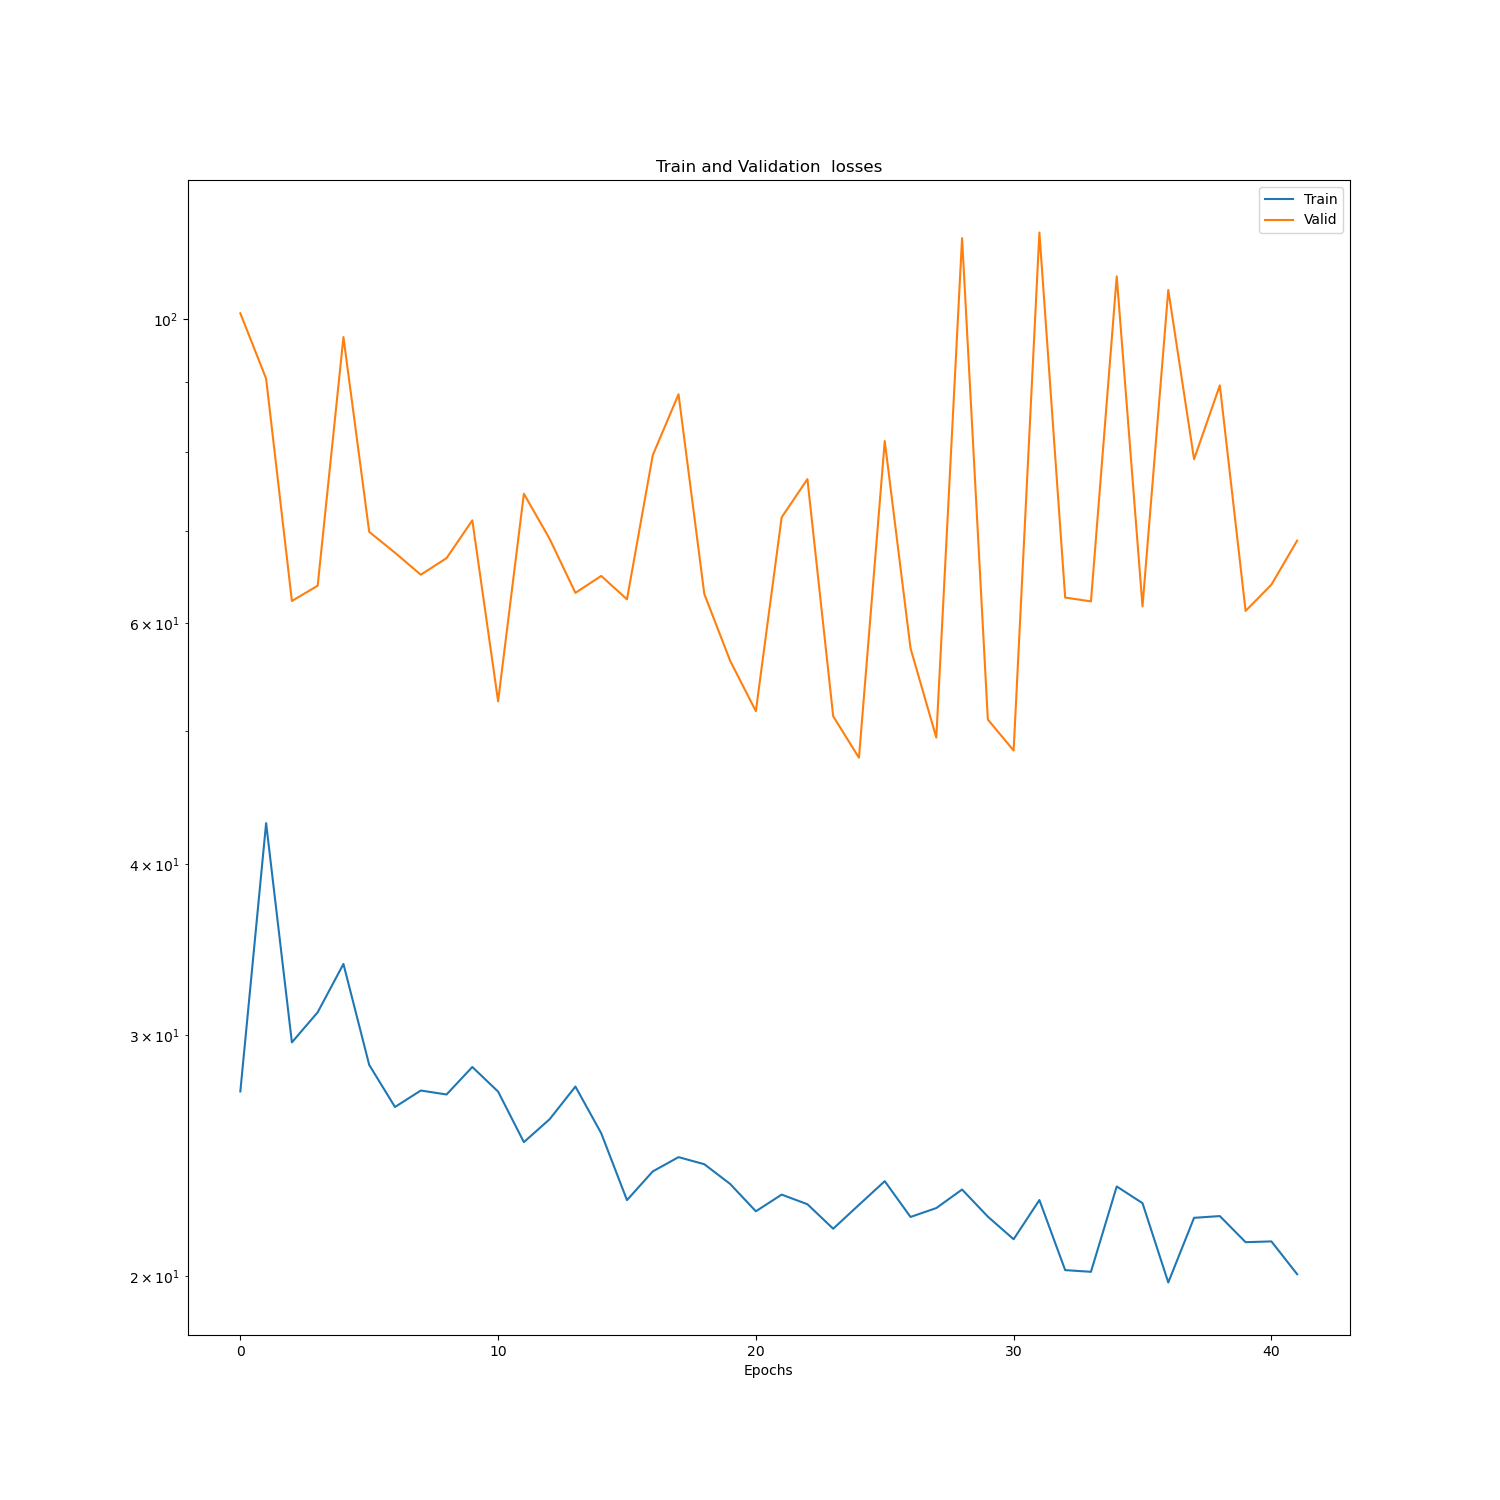 Train and Validation  losses
Train
Valid
10²
6 × 10¹
4 × 10¹
3 × 10¹
2 × 10¹
0 10 20 30 40
Epochs